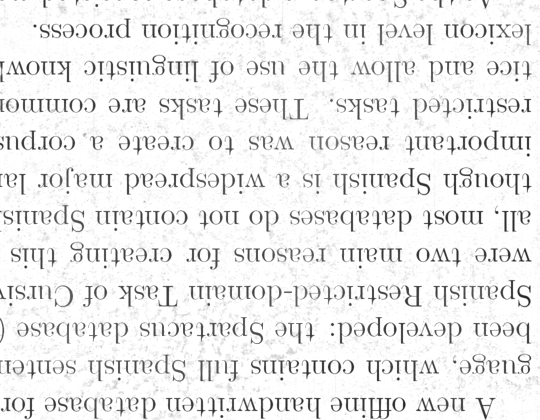 A new offline handwritten database for
guage, which contains full Spanish senten
been developed: the Spartacus database (
Spanish Restricted-domain Task of Cursiv
were two main reasons for creating this
all, most databases do not contain Spanis
though Spanish is a widespread major lan
important reason was to create a corpus
restricted tasks. These tasks are common
tice and allow the use of linguistic know
lexicon level in the recognition process.